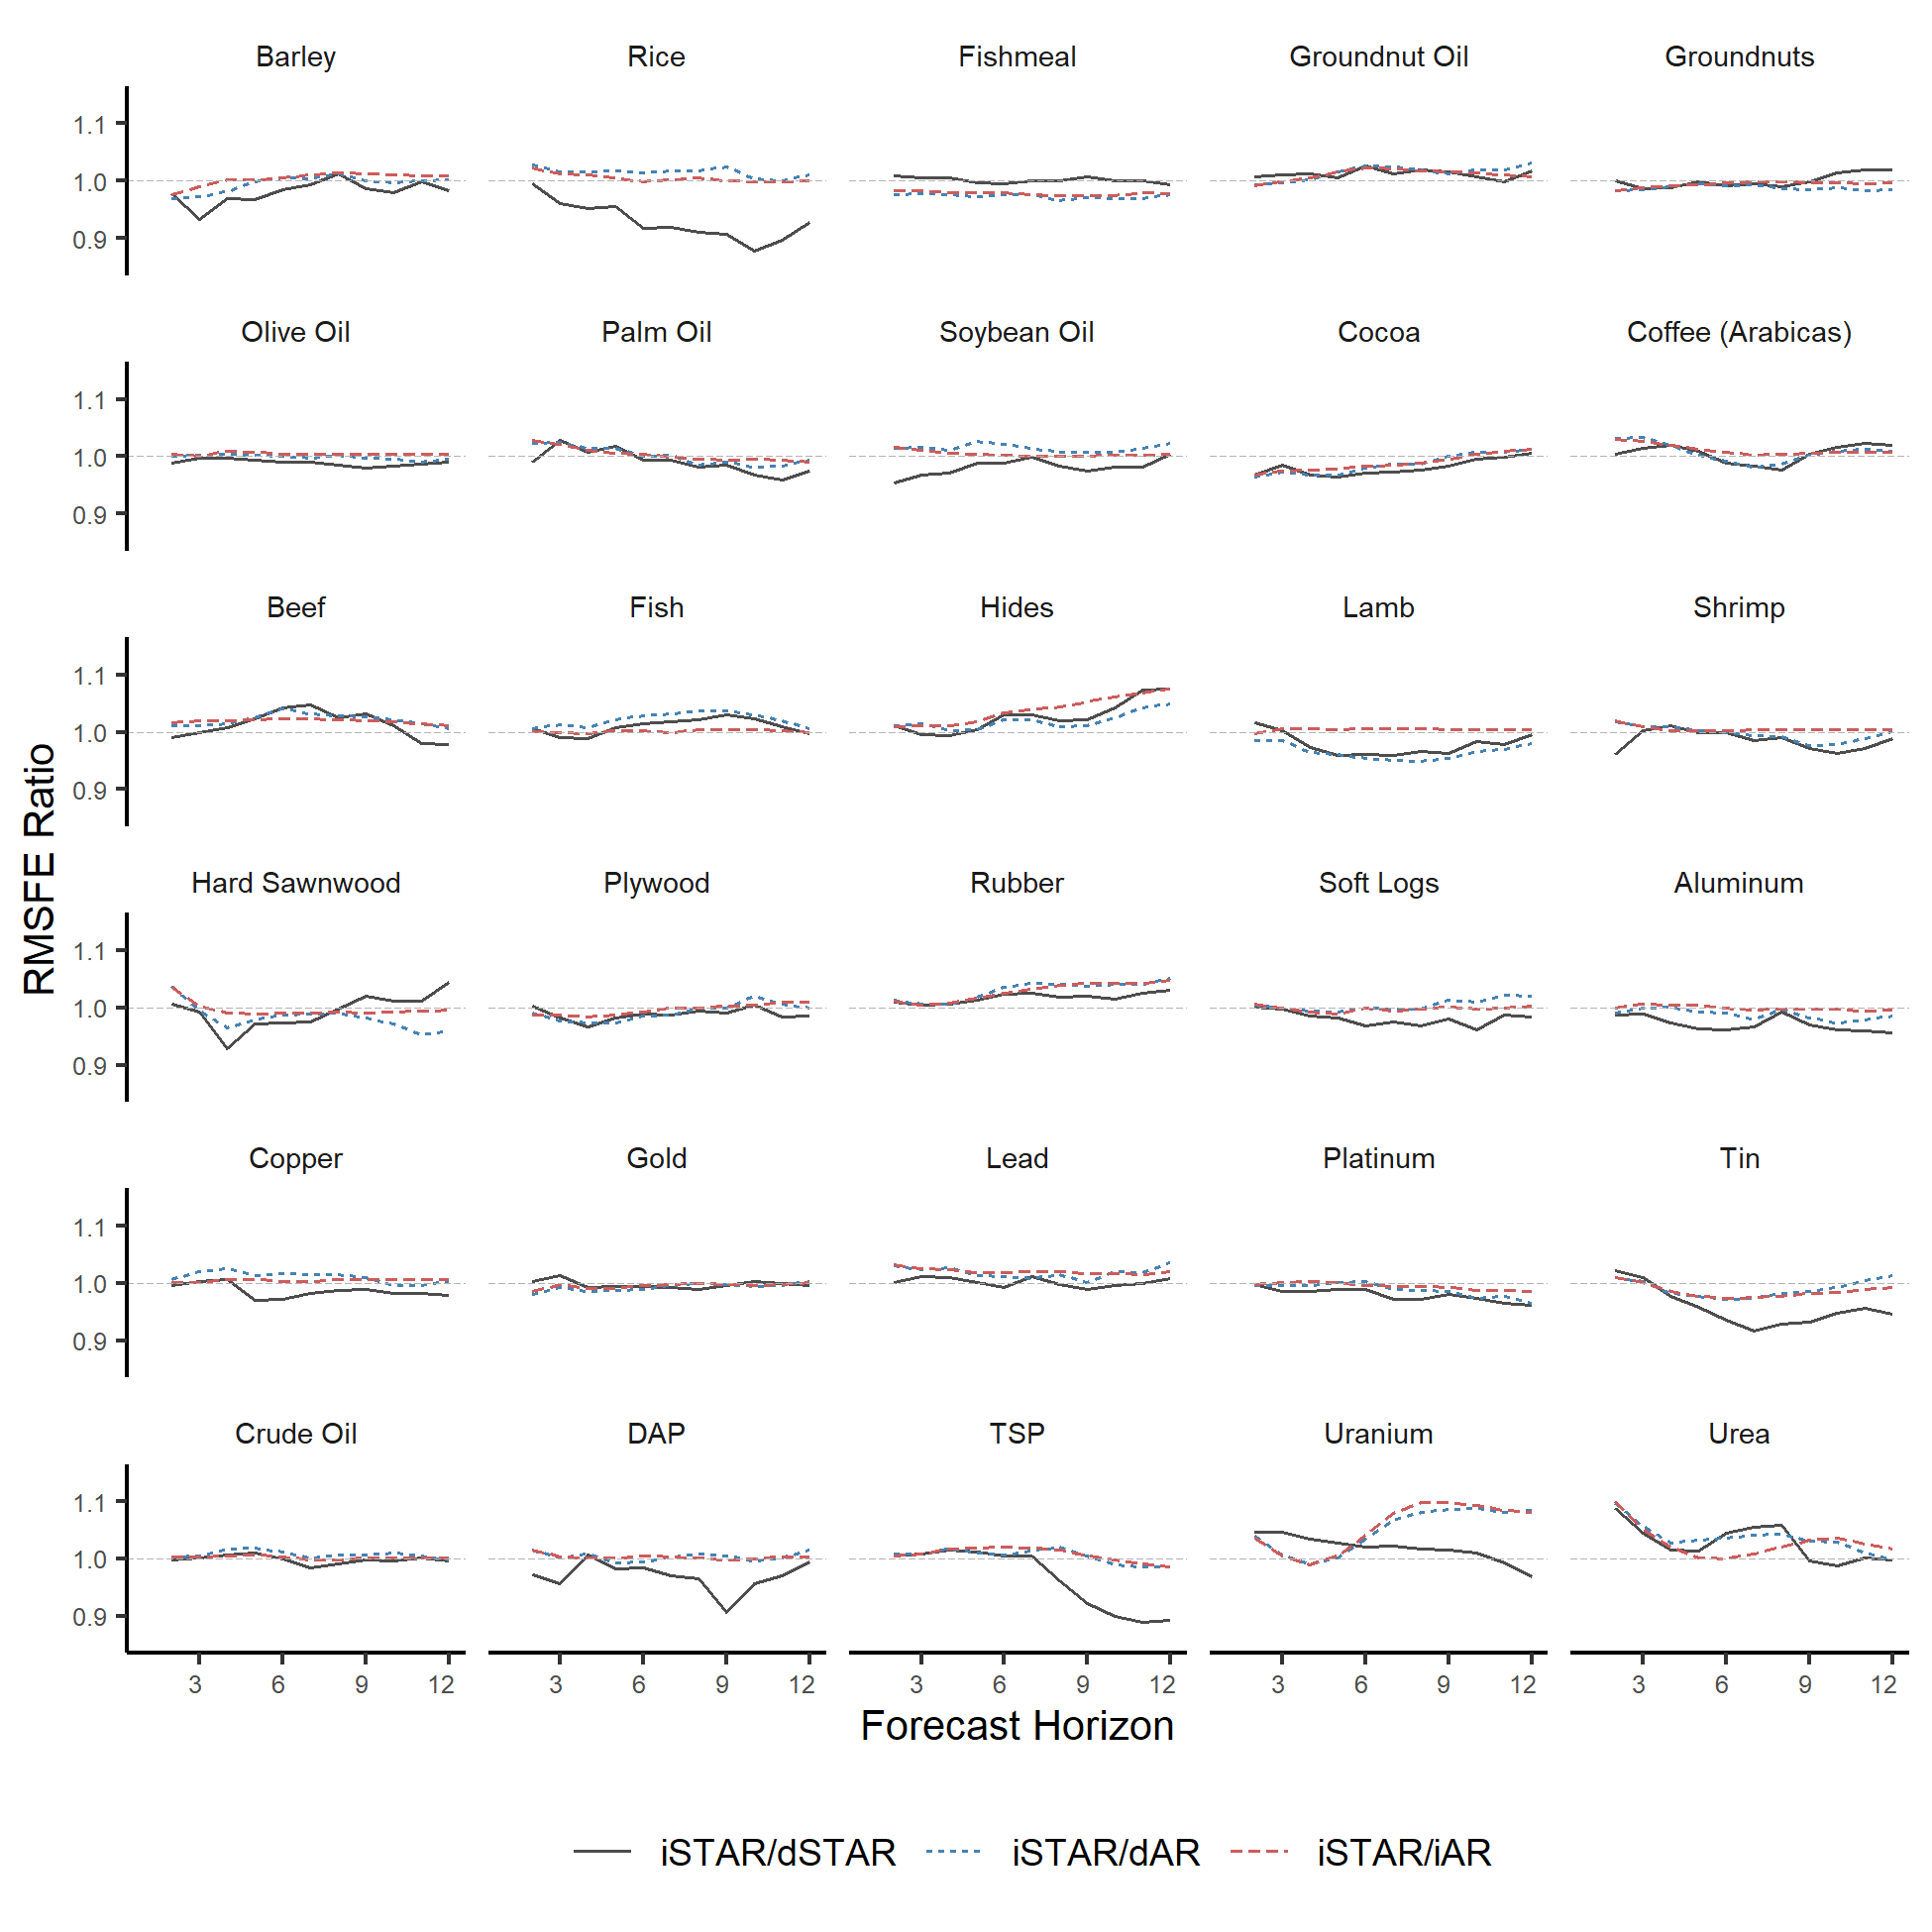 Barley Rice Fishmeal Groundnut Oil Groundnuts
1.1
1.0
0.9
Olive Oil Palm Oil Soybean Oil Cocoa Coffee (Arabicas)
1.1
1.0
0.9
Beef Fish Hides Lamb Shrimp
1.1
1.0
0.9
RMSFE Ratio
Hard Sawnwood Plywood Rubber Soft Logs Aluminum
1.1
1.0
0.9
Copper Gold Lead Platinum Tin
1.1
1.0
0.9
Crude Oil DAP TSP Uranium Urea
1.1
1.0
0.9
3 6 9 12 3 6 9 12 3 6 9 12 3 6 9 12 3 6 9 12
Forecast Horizon
iSTAR/dSTAR iSTAR/dAR iSTAR/iAR